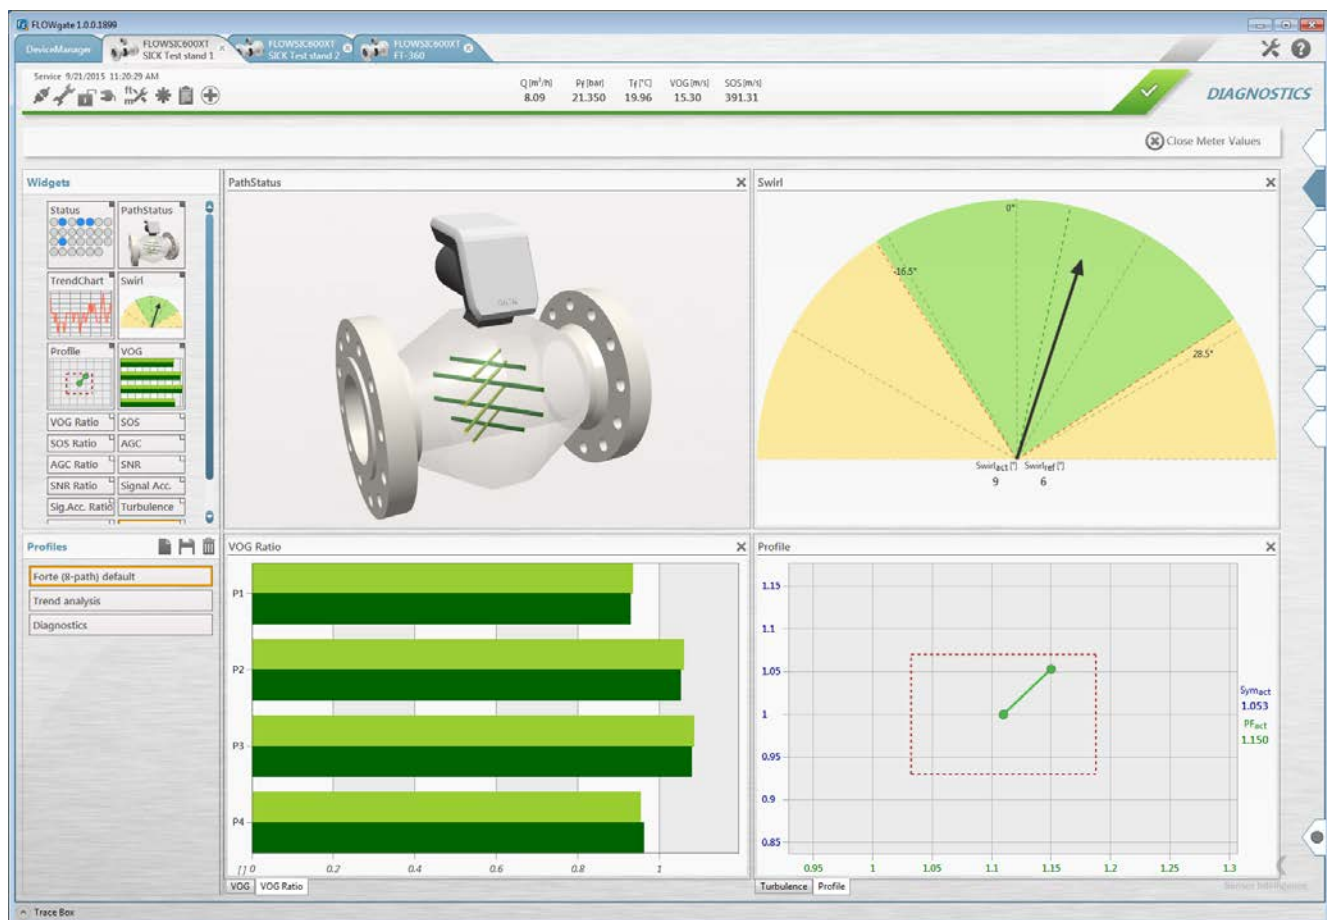 FLOWgate 1.0.0.1899
DeviceManager
FLOWSIC600XT
SICK Test stand 1
FLOWSIC600XT
SICK Test stand 2
FLOWSIC600XT
FT-360
Service 9/21/2015 11:20:29 AM
Q [m³/h] Pf [bar] Tf [°C] VOG [m/s] SOS [m/s]
8.09 21.350 19.96 15.30 391.31
DIAGNOSTICS
Close Meter Values
Widgets
Status PathStatus
TrendChart Swirl
Profile VOG
VOG Ratio SOS
SOS Ratio AGC
AGC Ratio SNR
SNR Ratio Signal Acc.
Sig.Acc. Ratio Turbulence
PathStatus
Swirl
0°
-16.5°
28.5°
Swirlact [°] Swirlref [°]
9 6
Profiles
Forte (8-path) default
Trend analysis
Diagnostics
VOG Ratio
P1
P2
P3
P4
[] 0 0.2 0.4 0.6 0.8 1
VOG VOG Ratio
Profile
1.15
1.1
1.05
1
0.95
0.9
0.85
0.95 1 1.05 1.1 1.15 1.2 1.25 1.3
Symact
1.053
PFact
1.150
Turbulence Profile
Sensor Intelligence.
Trace Box